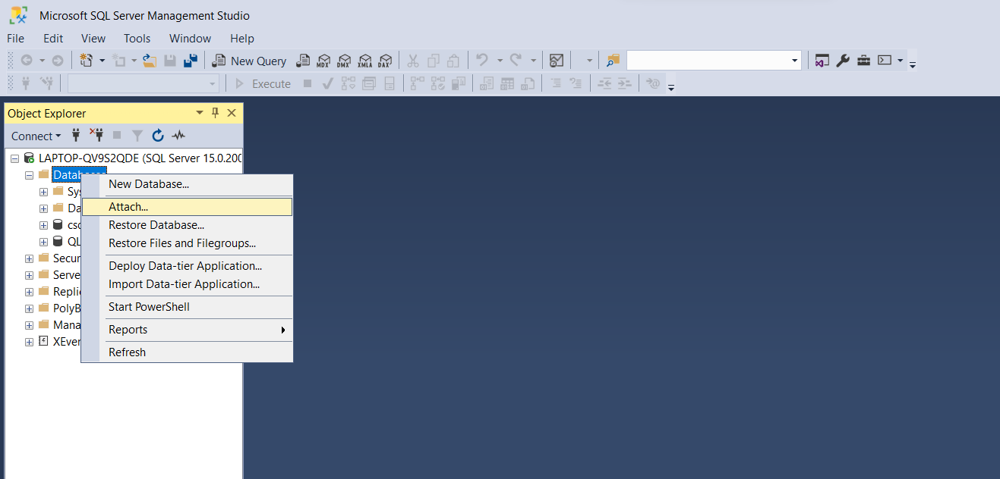 Microsoft SQL Server Management Studio
File Edit View Tools Window Help
New Query MDX DMX XMLA DAX
Execute
Object Explorer
Connect
LAPTOP-QV9S2QDE (SQL Server 15.0.200
Databases
New Database...
Sys
Attach...
Da
Restore Database...
cso
Restore Files and Filegroups...
QL
Secur
Deploy Data-tier Application...
Serve
Import Data-tier Application...
Replic
Start PowerShell
PolyB
Reports
Mana
XEven
Refresh